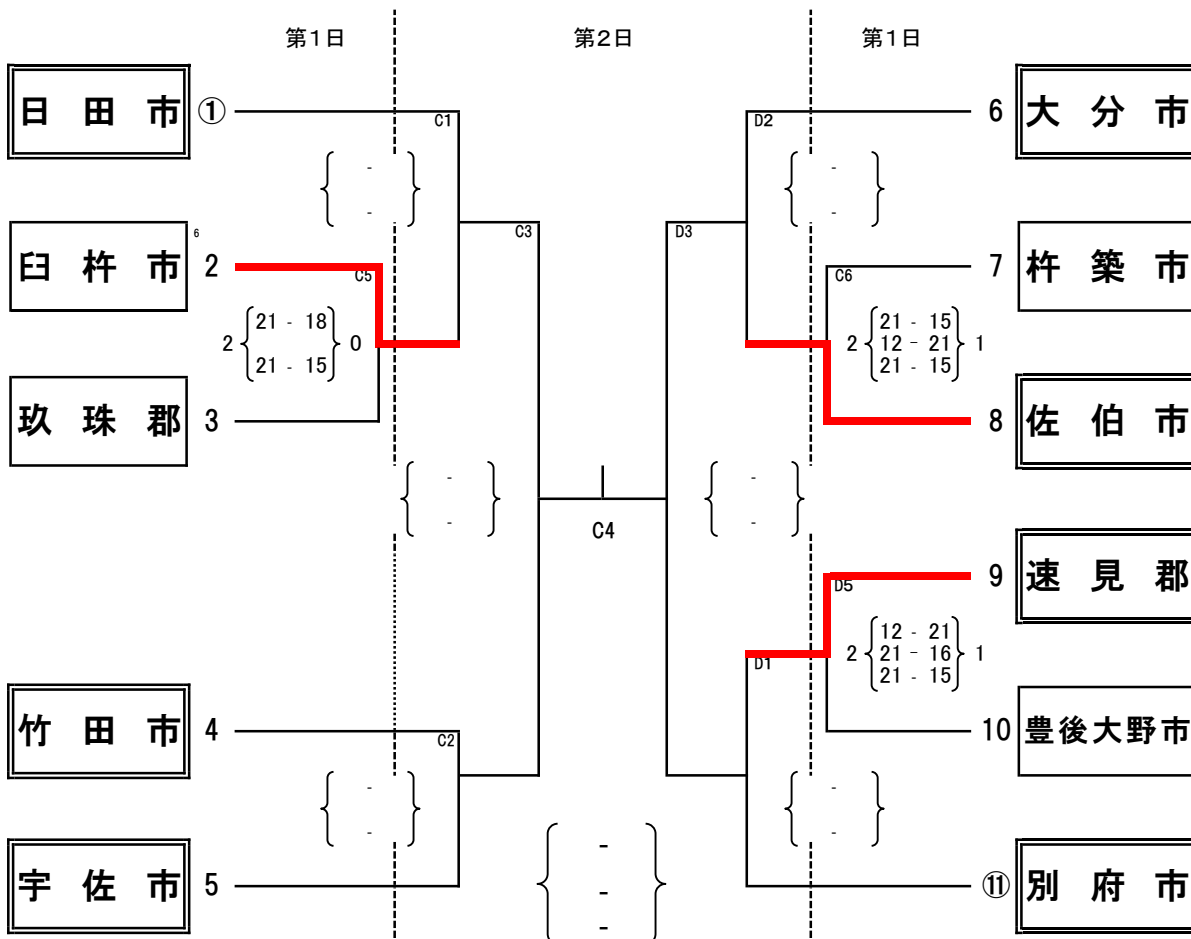 第1日 第2日 第1日
日田市 ① C1 D2 6 大分市
{ - }
{ - }
{ - }
{ - }
臼杵市 6 2 C5 C3 D3 C6 7 杵築市
2 { 21 - 18 } 0
21 - 15
2 { 21 - 15 } 1
12 - 21
21 - 15
玖珠郡 3 8 佐伯市
{ - }
{ - }
C4
{ - }
{ - }
D5 9 速見郡
2 { 12 - 21 } 1
21 - 16
21 - 15
D1
竹田市 4 C2 10 豊後大野市
{ - }
{ - }
{ - }
{ - }
宇佐市 5 ⑪ 別府市
{ - }
-
-